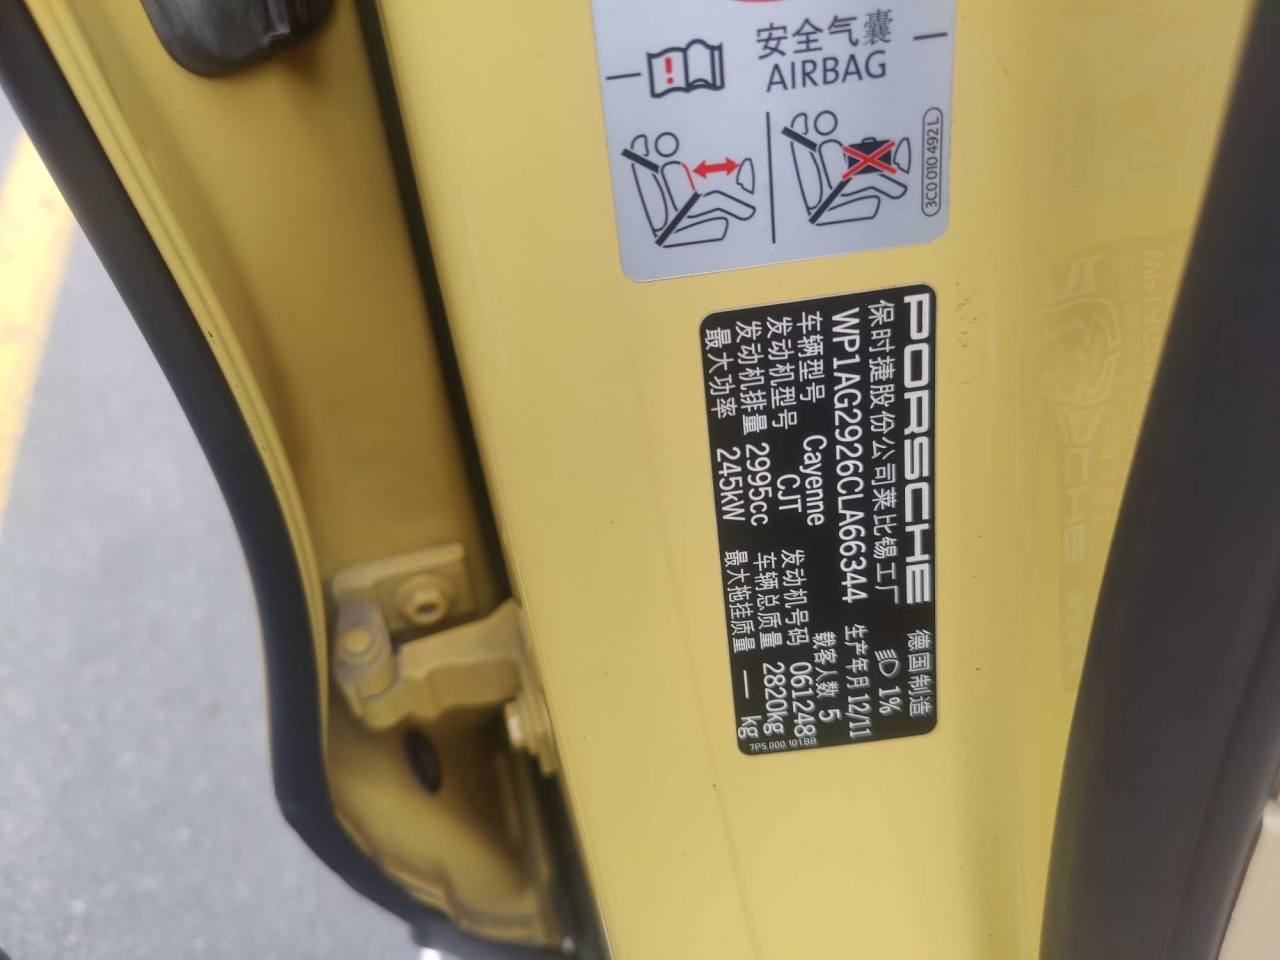 安全气囊
AIRBAG
3C0 010 492 L
PORSCHE 德国制造
保时捷股份公司莱比锡工厂 1%
WP1AG2926CLA66344 生产年月 12/11
车辆型号 Cayenne 载客人数 5
发动机型号 CJT 发动机号码 061248
发动机排量 2995cc 车辆总质量 2820kg
最大功率 245kW 最大拖挂质量 — kg
7P5.000.101.BB